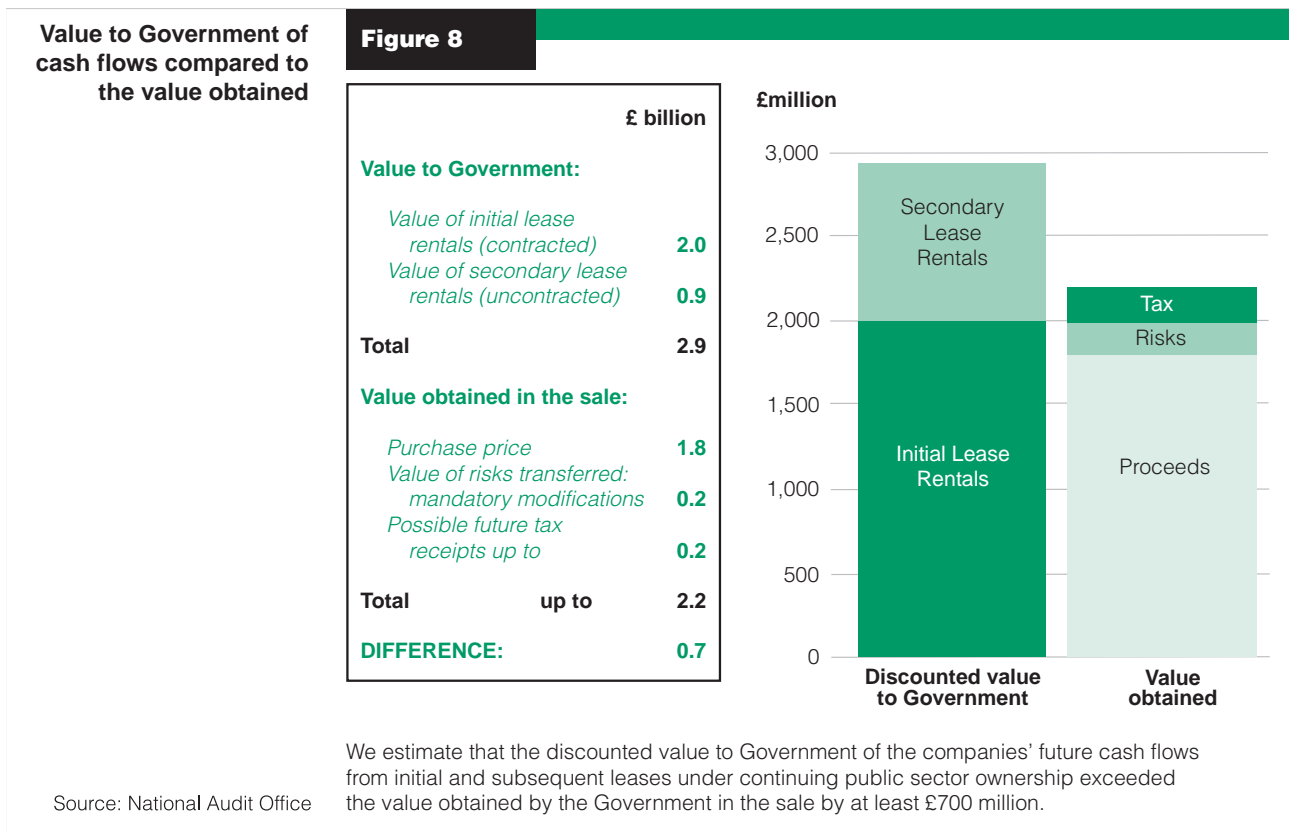 Value to Government of
cash flows compared to
the value obtained
Figure 8
£ billion
Value to Government:
Value of initial lease
rentals (contracted) 2.0
Value of secondary lease
rentals (uncontracted) 0.9
Total 2.9
Value obtained in the sale:
Purchase price 1.8
Value of risks transferred:
mandatory modifications 0.2
Possible future tax
receipts up to 0.2
Total up to 2.2
DIFFERENCE: 0.7
£million
3,000
2,500
2,000
1,500
1,000
500
0
Secondary
Lease
Rentals
Initial Lease
Rentals
Tax
Risks
Proceeds
Discounted value
to Government
Value
obtained
We estimate that the discounted value to Government of the companies’ future cash flows
from initial and subsequent leases under continuing public sector ownership exceeded
the value obtained by the Government in the sale by at least £700 million.
Source: National Audit Office